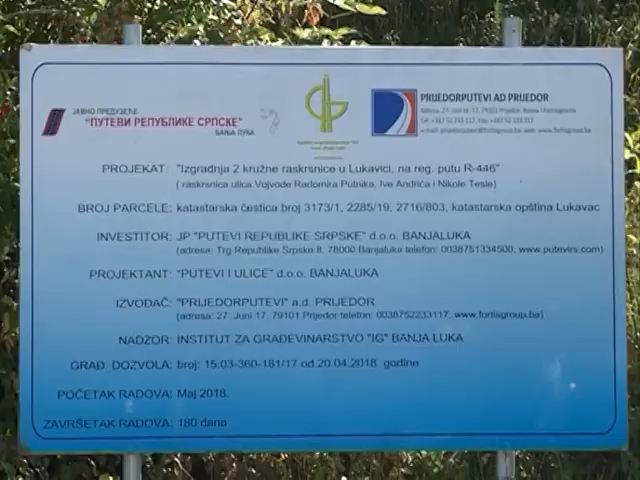 ЈАВНО ПРЕДУЗЕЋЕ
"ПУТЕВИ РЕПУБЛИКЕ СРПСКЕ"
БАЊА ЛУКА
PRIJEDORPUTEVI AD PRIJEDOR
PROJEKAT: "Izgradnja 2 kružne raskrsnice u Lukavici, na reg. putu R-446"
( raskrsnica ulica Vojvode Radomira Putnika, Ive Andrića i Nikole Tesle)
BROJ PARCELE: katastarska čestica broj 3173/1, 2285/19, 2716/803, katastarska opština Lukavac
INVESTITOR: JP "PUTEVI REPUBLIKE SRPSKE" d.o.o. BANJALUKA
(adresa: Trg Republike Srpske 8, 78000 Banjaluka telefon: 0038751334500, www.putevirs.com)
PROJEKTANT: "PUTEVI I ULICE" d.o.o. BANJALUKA
IZVOĐAČ: "PRIJEDORPUTEVI" a.d. PRIJEDOR
(adresa: 27. Juni 17, 79101 Prijedor telefon: 0038752233117, www.fortisgroup.ba)
NADZOR: INSTITUT ZA GRAĐEVINARSTVO "IG" BANJA LUKA
GRAĐ. DOZVOLA: broj: 15.03-360-181/17 od 20.04.2018. godine
POČETAK RADOVA: Maj 2018.
ZAVRŠETAK RADOVA: 180 dana